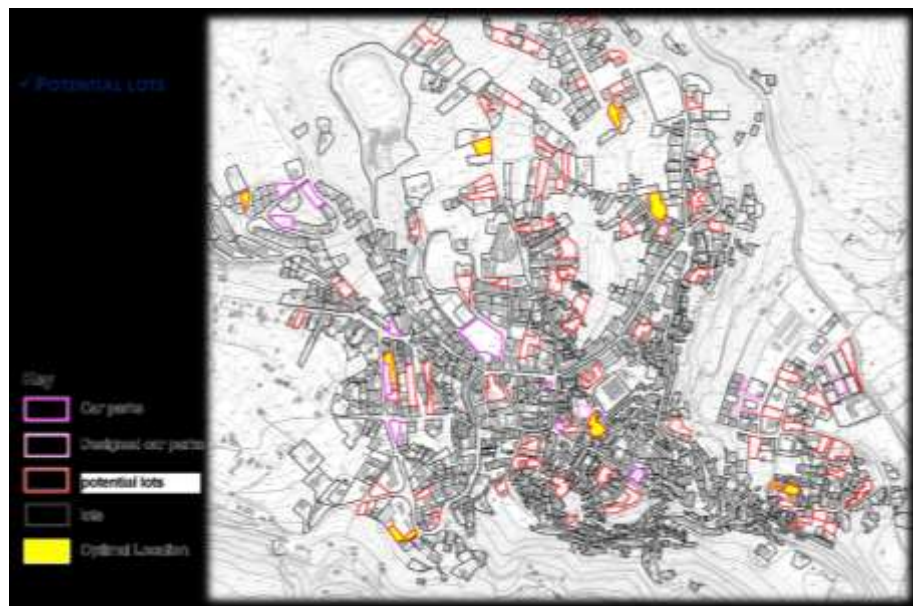 ✓ POTENTIAL LOTS
Key
Car parks
Designed car parks
potential lots
lots
Optimal Location